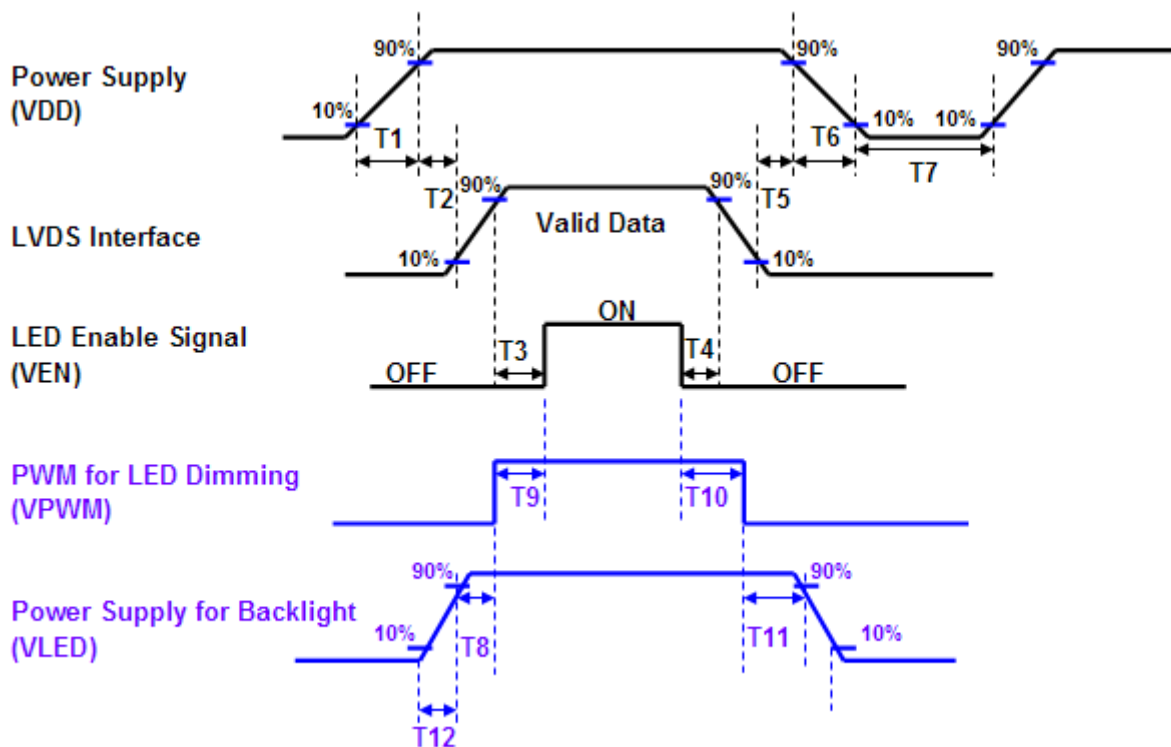 90% 90% 90%
Power Supply
(VDD)
10% 10% 10%
T1 T6
T7
T2 90% 90% T5
Valid Data
LVDS Interface
10% 10%
ON
LED Enable Signal
(VEN)
T3 T4
OFF OFF
PWM for LED Dimming
(VPWM)
T9 T10
90% 90%
Power Supply for Backlight
(VLED)
10% 10%
T8 T11
T12